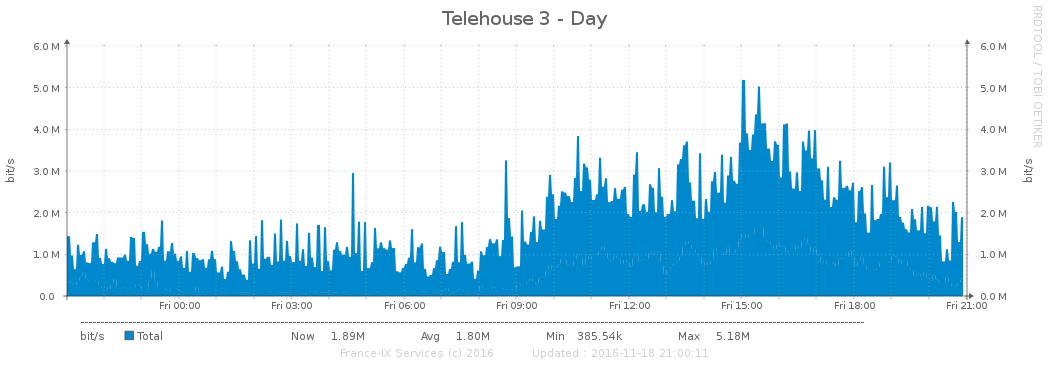 Telehouse 3 - Day
RRDTOOL / TOBI OETIKER
6.0 M 6.0 M
5.0 M 5.0 M
4.0 M 4.0 M
3.0 M 3.0 M
2.0 M 2.0 M
1.0 M 1.0 M
0.0 0.0 M
bit/s bit/s
Fri 00:00 Fri 03:00 Fri 06:00 Fri 09:00 Fri 12:00 Fri 15:00 Fri 18:00 Fri 21:00
bit/s Total Now 1.89M Avg 1.80M Min 385.54k Max 5.18M
France-IX Services (c) 2016 Updated : 2016-11-18 21:00:11